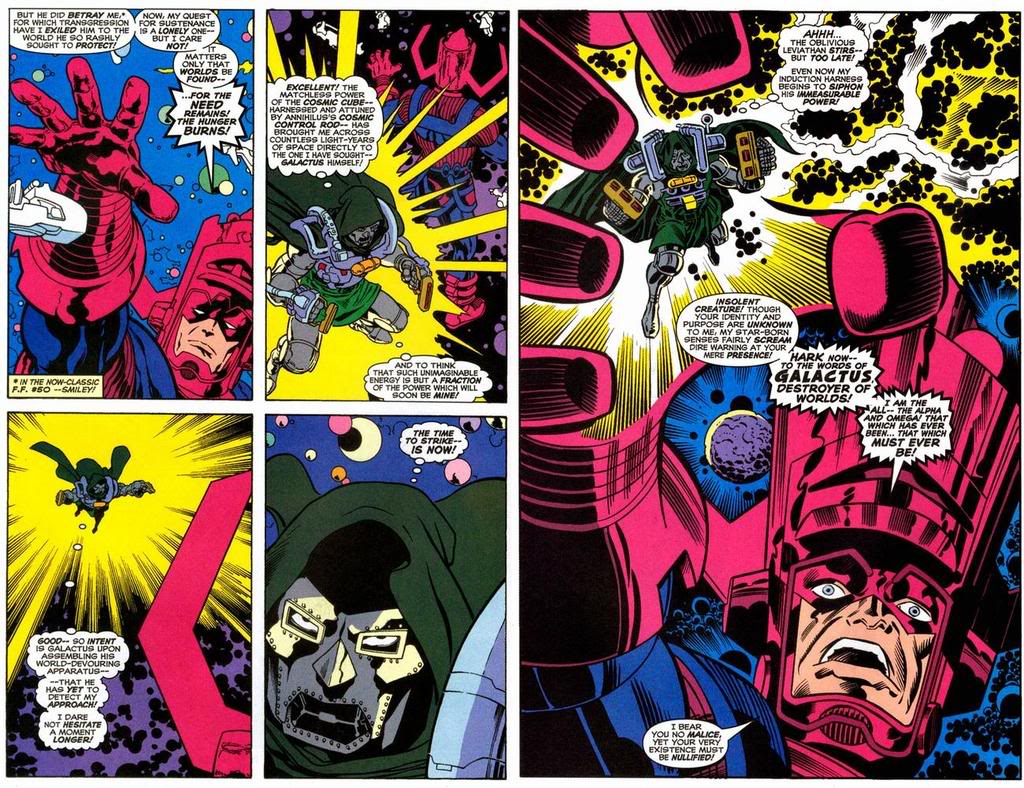 BUT HE DID BETRAY ME,*
FOR WHICH TRANSGRESSION
HAVE I EXILED HIM TO THE
WORLD HE SO RASHLY
SOUGHT TO PROTECT!
NOW, MY QUEST
FOR SUSTENANCE
IS A LONELY ONE--
BUT I CARE
NOT!
IT
MATTERS
ONLY THAT
WORLDS BE
FOUND--
...FOR THE
NEED
REMAINS!
THE HUNGER
BURNS!
* IN THE NOW-CLASSIC
F.F. #50 --SMILEY!
EXCELLENT! THE
MATCHLESS POWER
OF THE COSMIC CUBE--
HARNESSED AND ATTUNED
BY ANNIHILUS'S COSMIC
CONTROL ROD-- HAS
BROUGHT ME ACROSS
COUNTLESS LIGHT-YEARS
OF SPACE DIRECTLY TO
THE ONE I HAVE SOUGHT--
GALACTUS HIMSELF!
AND TO THINK
THAT SUCH UNIMAGINABLE
ENERGY IS BUT A FRACTION
OF THE POWER WHICH WILL
SOON BE MINE!
GOOD-- SO INTENT
IS GALACTUS UPON
ASSEMBLING HIS
WORLD-DEVOURING
APPARATUS--
--THAT HE
HAS YET TO
DETECT MY
APPROACH!
I DARE
NOT HESITATE
A MOMENT
LONGER!
THE TIME
TO STRIKE--
IS NOW!
AHHH...
THE OBLIVIOUS
LEVIATHAN STIRS--
BUT TOO LATE!
EVEN NOW MY
INDUCTION HARNESS
BEGINS TO SIPHON
HIS IMMEASURABLE
POWER!
INSOLENT
CREATURE! THOUGH
YOUR IDENTITY AND
PURPOSE ARE UNKNOWN
TO ME, MY STAR-BORN
SENSES FAIRLY SCREAM
DIRE WARNING AT YOUR
MERE PRESENCE!
HARK NOW--
TO THE WORDS OF
GALACTUS,
DESTROYER OF
WORLDS!
I AM THE
ALL-- THE ALPHA
AND OMEGA! THAT
WHICH HAS EVER
BEEN... THAT WHICH
MUST EVER
BE!
I BEAR
YOU NO MALICE,
YET YOUR VERY
EXISTENCE MUST
BE NULLIFIED!